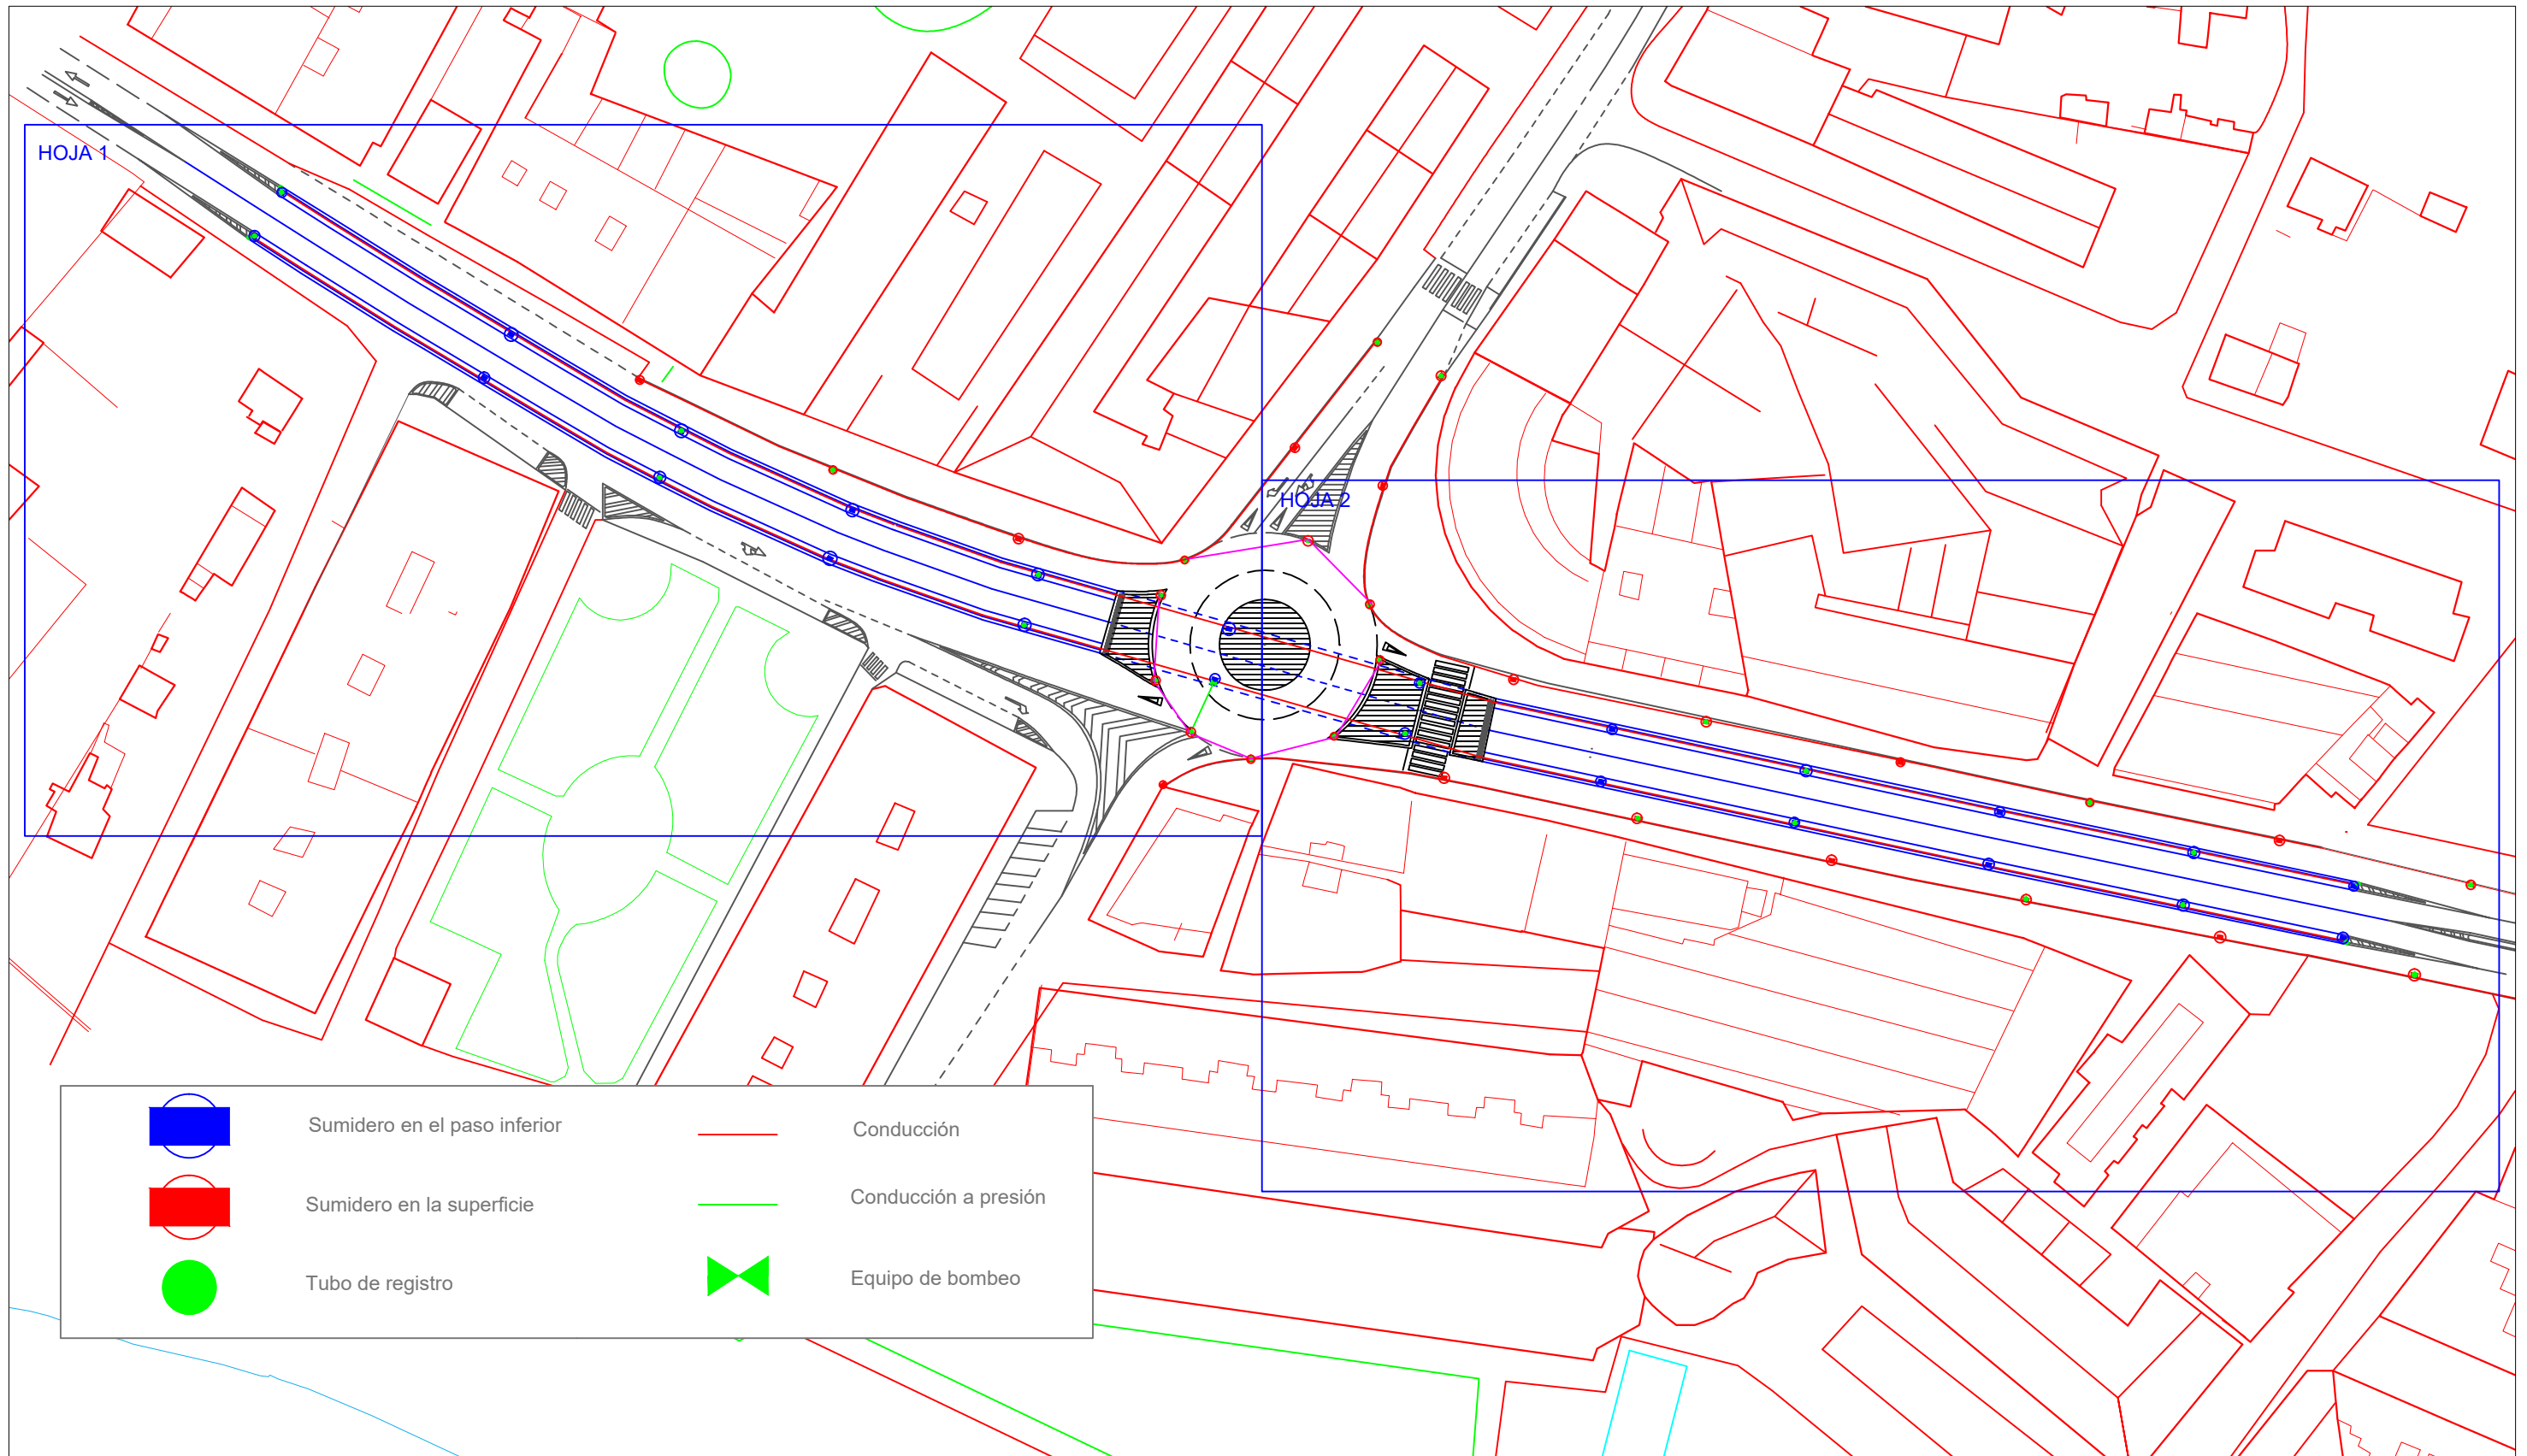 HOJA 1
HOJA 2
Sumidero en el paso inferior
Conducción
Sumidero en la superficie
Conducción a presión
Tubo de registro
Equipo de bombeo